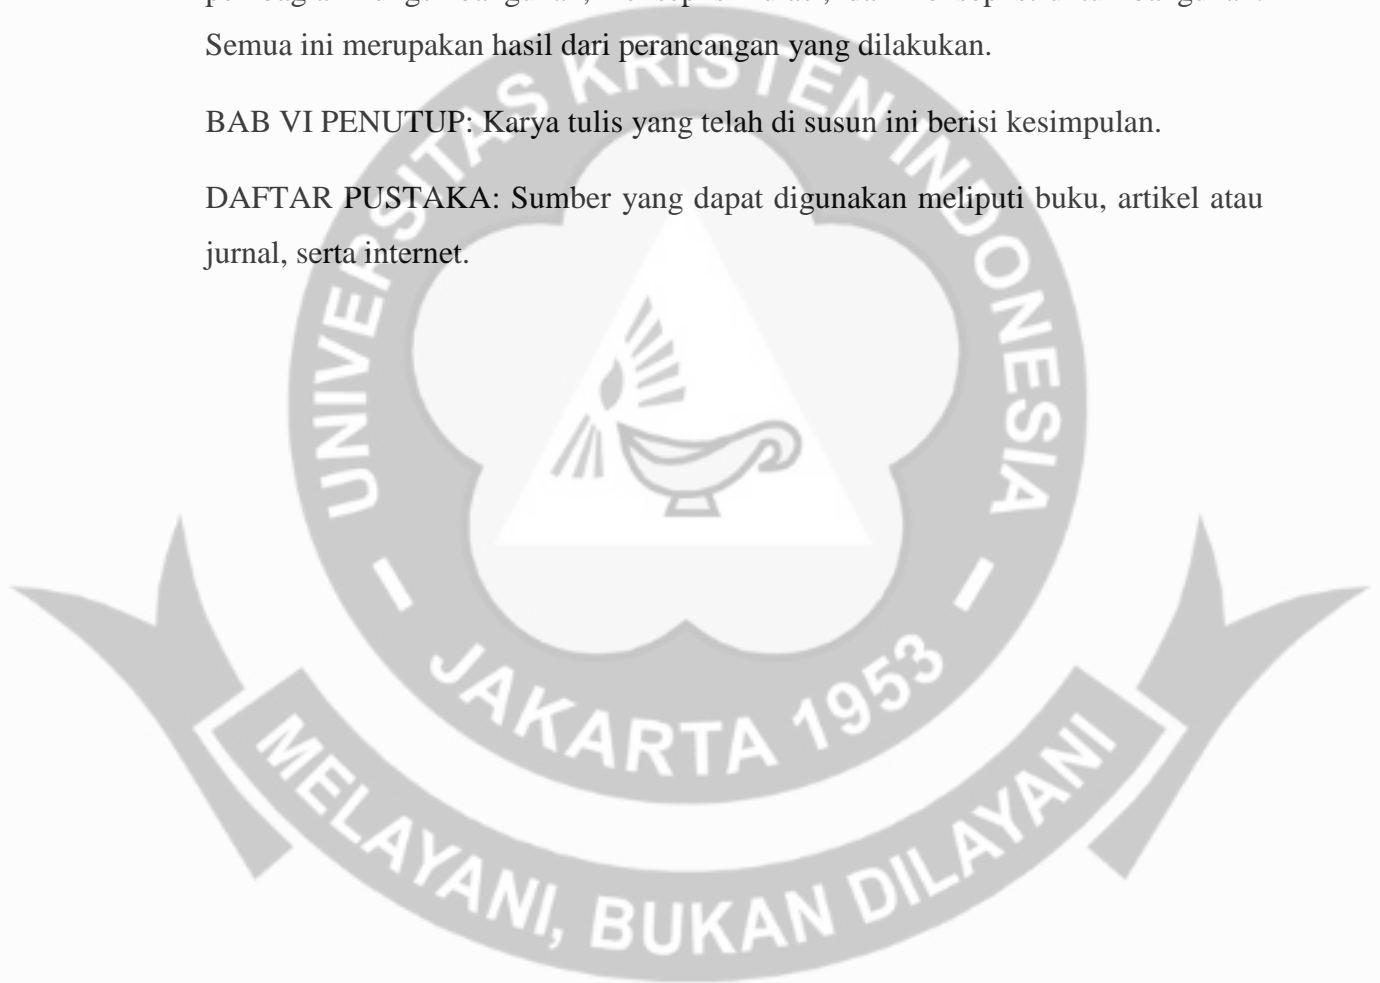 Semua ini merupakan hasil dari perancangan yang dilakukan.
BAB VI PENUTUP: Karya tulis yang telah di susun ini berisi kesimpulan.
DAFTAR PUSTAKA: Sumber yang dapat digunakan meliputi buku, artikel atau
jurnal, serta internet.
UNIVERSITAS KRISTEN INDONESIA
JAKARTA 1953
MELAYANI, BUKAN DILAYANI